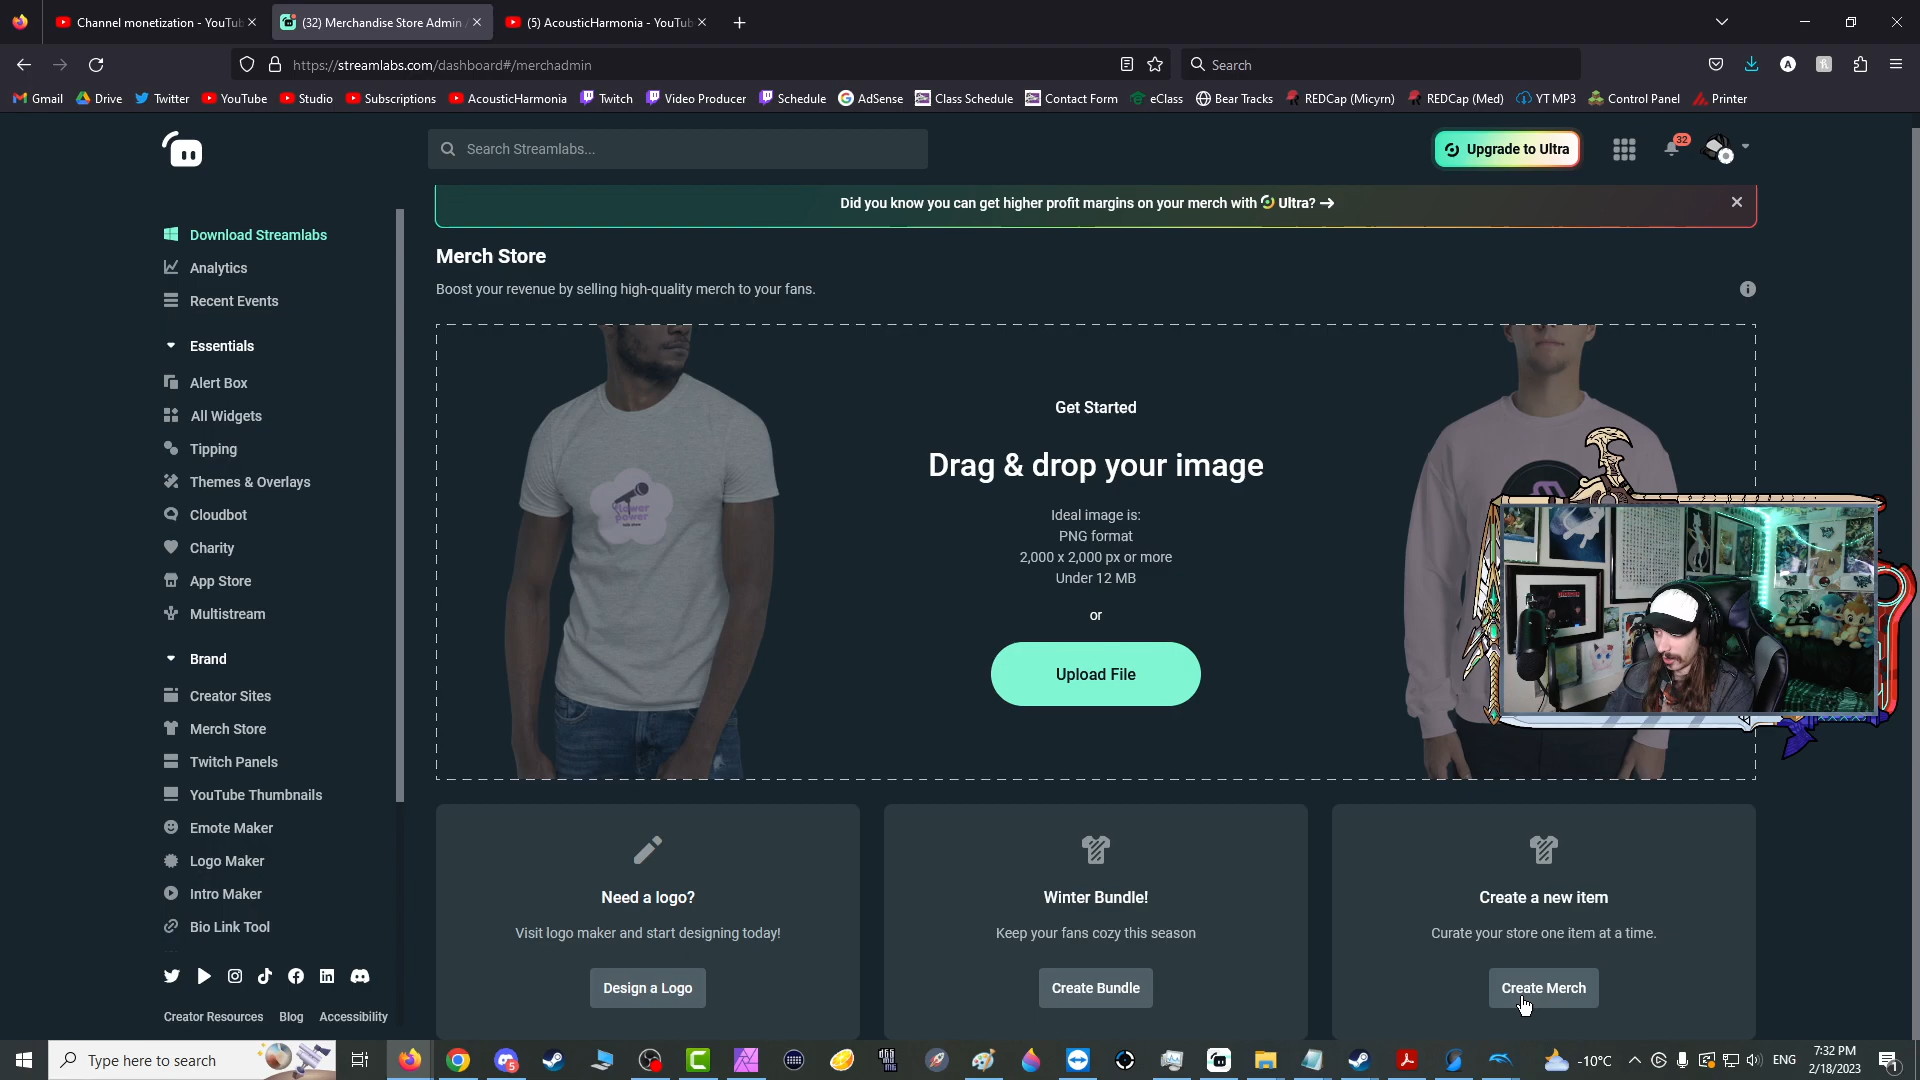 Channel monetization - YouTub
(32) Merchandise Store Admin
(5) AcousticHarmonia - YouTub
https://streamlabs.com/dashboard#/merchadmin
Search
Gmail Drive Twitter YouTube Studio Subscriptions AcousticHarmonia Twitch Video Producer Schedule AdSense Class Schedule Contact Form eClass Bear Tracks REDCap (Micyrn) REDCap (Med) YT MP3 Control Panel Printer
Search Streamlabs...
Upgrade to Ultra
32
Did you know you can get higher profit margins on your merch with Ultra? →
Download Streamlabs
Analytics
Recent Events
Essentials
Alert Box
All Widgets
Tipping
Themes & Overlays
Cloudbot
Charity
App Store
Multistream
Brand
Creator Sites
Merch Store
Twitch Panels
YouTube Thumbnails
Emote Maker
Logo Maker
Intro Maker
Bio Link Tool
Creator Resources Blog Accessibility
Merch Store
Boost your revenue by selling high-quality merch to your fans.
flower
power
Get Started
Drag & drop your image
Ideal image is:
PNG format
2,000 x 2,000 px or more
Under 12 MB
or
Upload File
Need a logo?
Visit logo maker and start designing today!
Design a Logo
Winter Bundle!
Keep your fans cozy this season
Create Bundle
Create a new item
Curate your store one item at a time.
Create Merch
Type here to search
5
-10°C
ENG
7:32 PM
2/18/2023
1